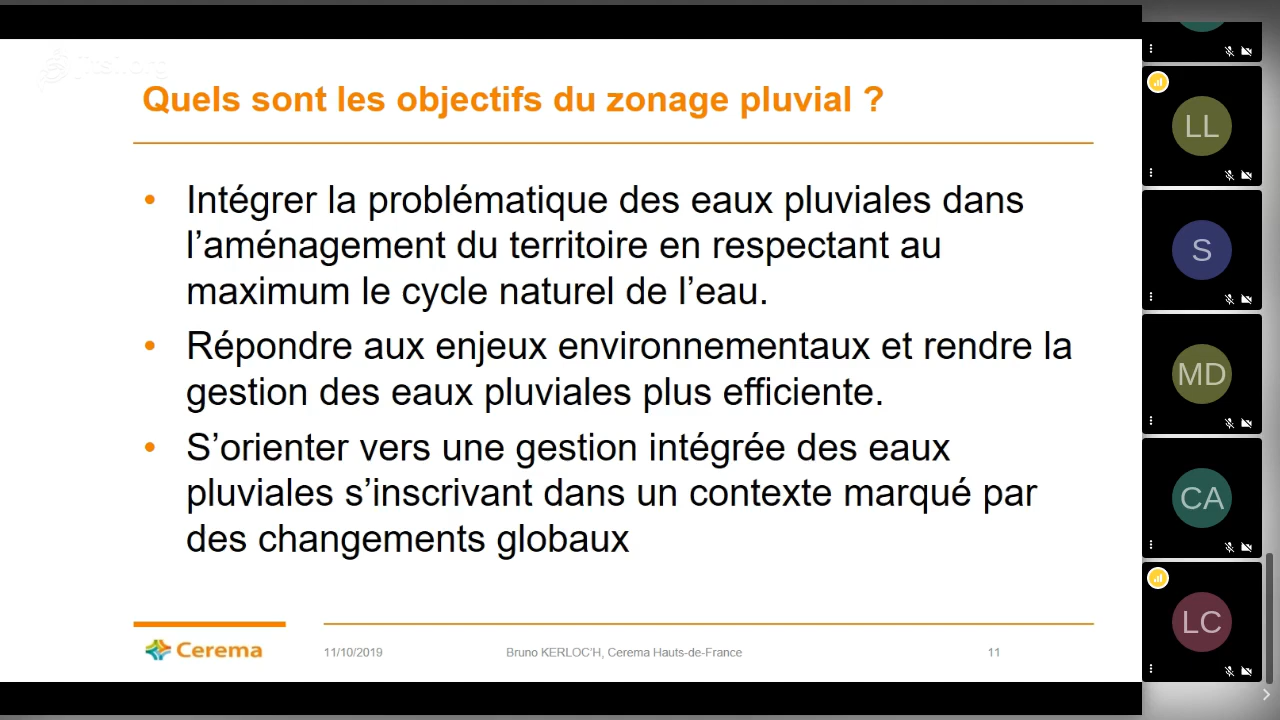 Quels sont les objectifs du zonage pluvial ?
• Intégrer la problématique des eaux pluviales dans
l’aménagement du territoire en respectant au
maximum le cycle naturel de l’eau.
• Répondre aux enjeux environnementaux et rendre la
gestion des eaux pluviales plus efficiente.
• S’orienter vers une gestion intégrée des eaux
pluviales s’inscrivant dans un contexte marqué par
des changements globaux
Cerema
11/10/2019
Bruno KERLOC’H, Cerema Hauts-de-France
11
LL
S
MD
CA
LC